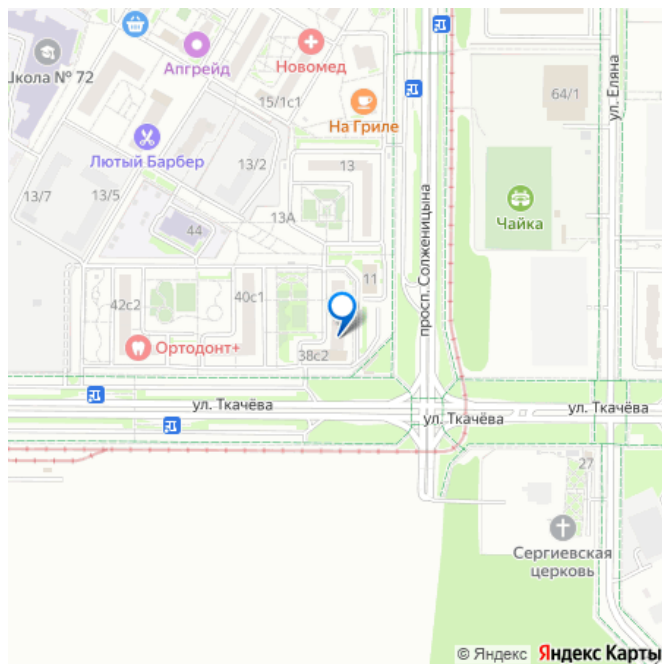 Школа № 72
Апгрейд
Новомед
15/1с1
На Гриле
64/1
ул. Еляна
Лютый Барбер
13/7
13/5
13/2
13
13А
44
Чайка
просп. Солженицына
11
42с2
40с1
Ортодонт+
38с2
ул. Ткачёва
ул. Ткачёва
ул. Ткачёва
27
Сергиевская
церковь
© Яндекс Яндекс Карты